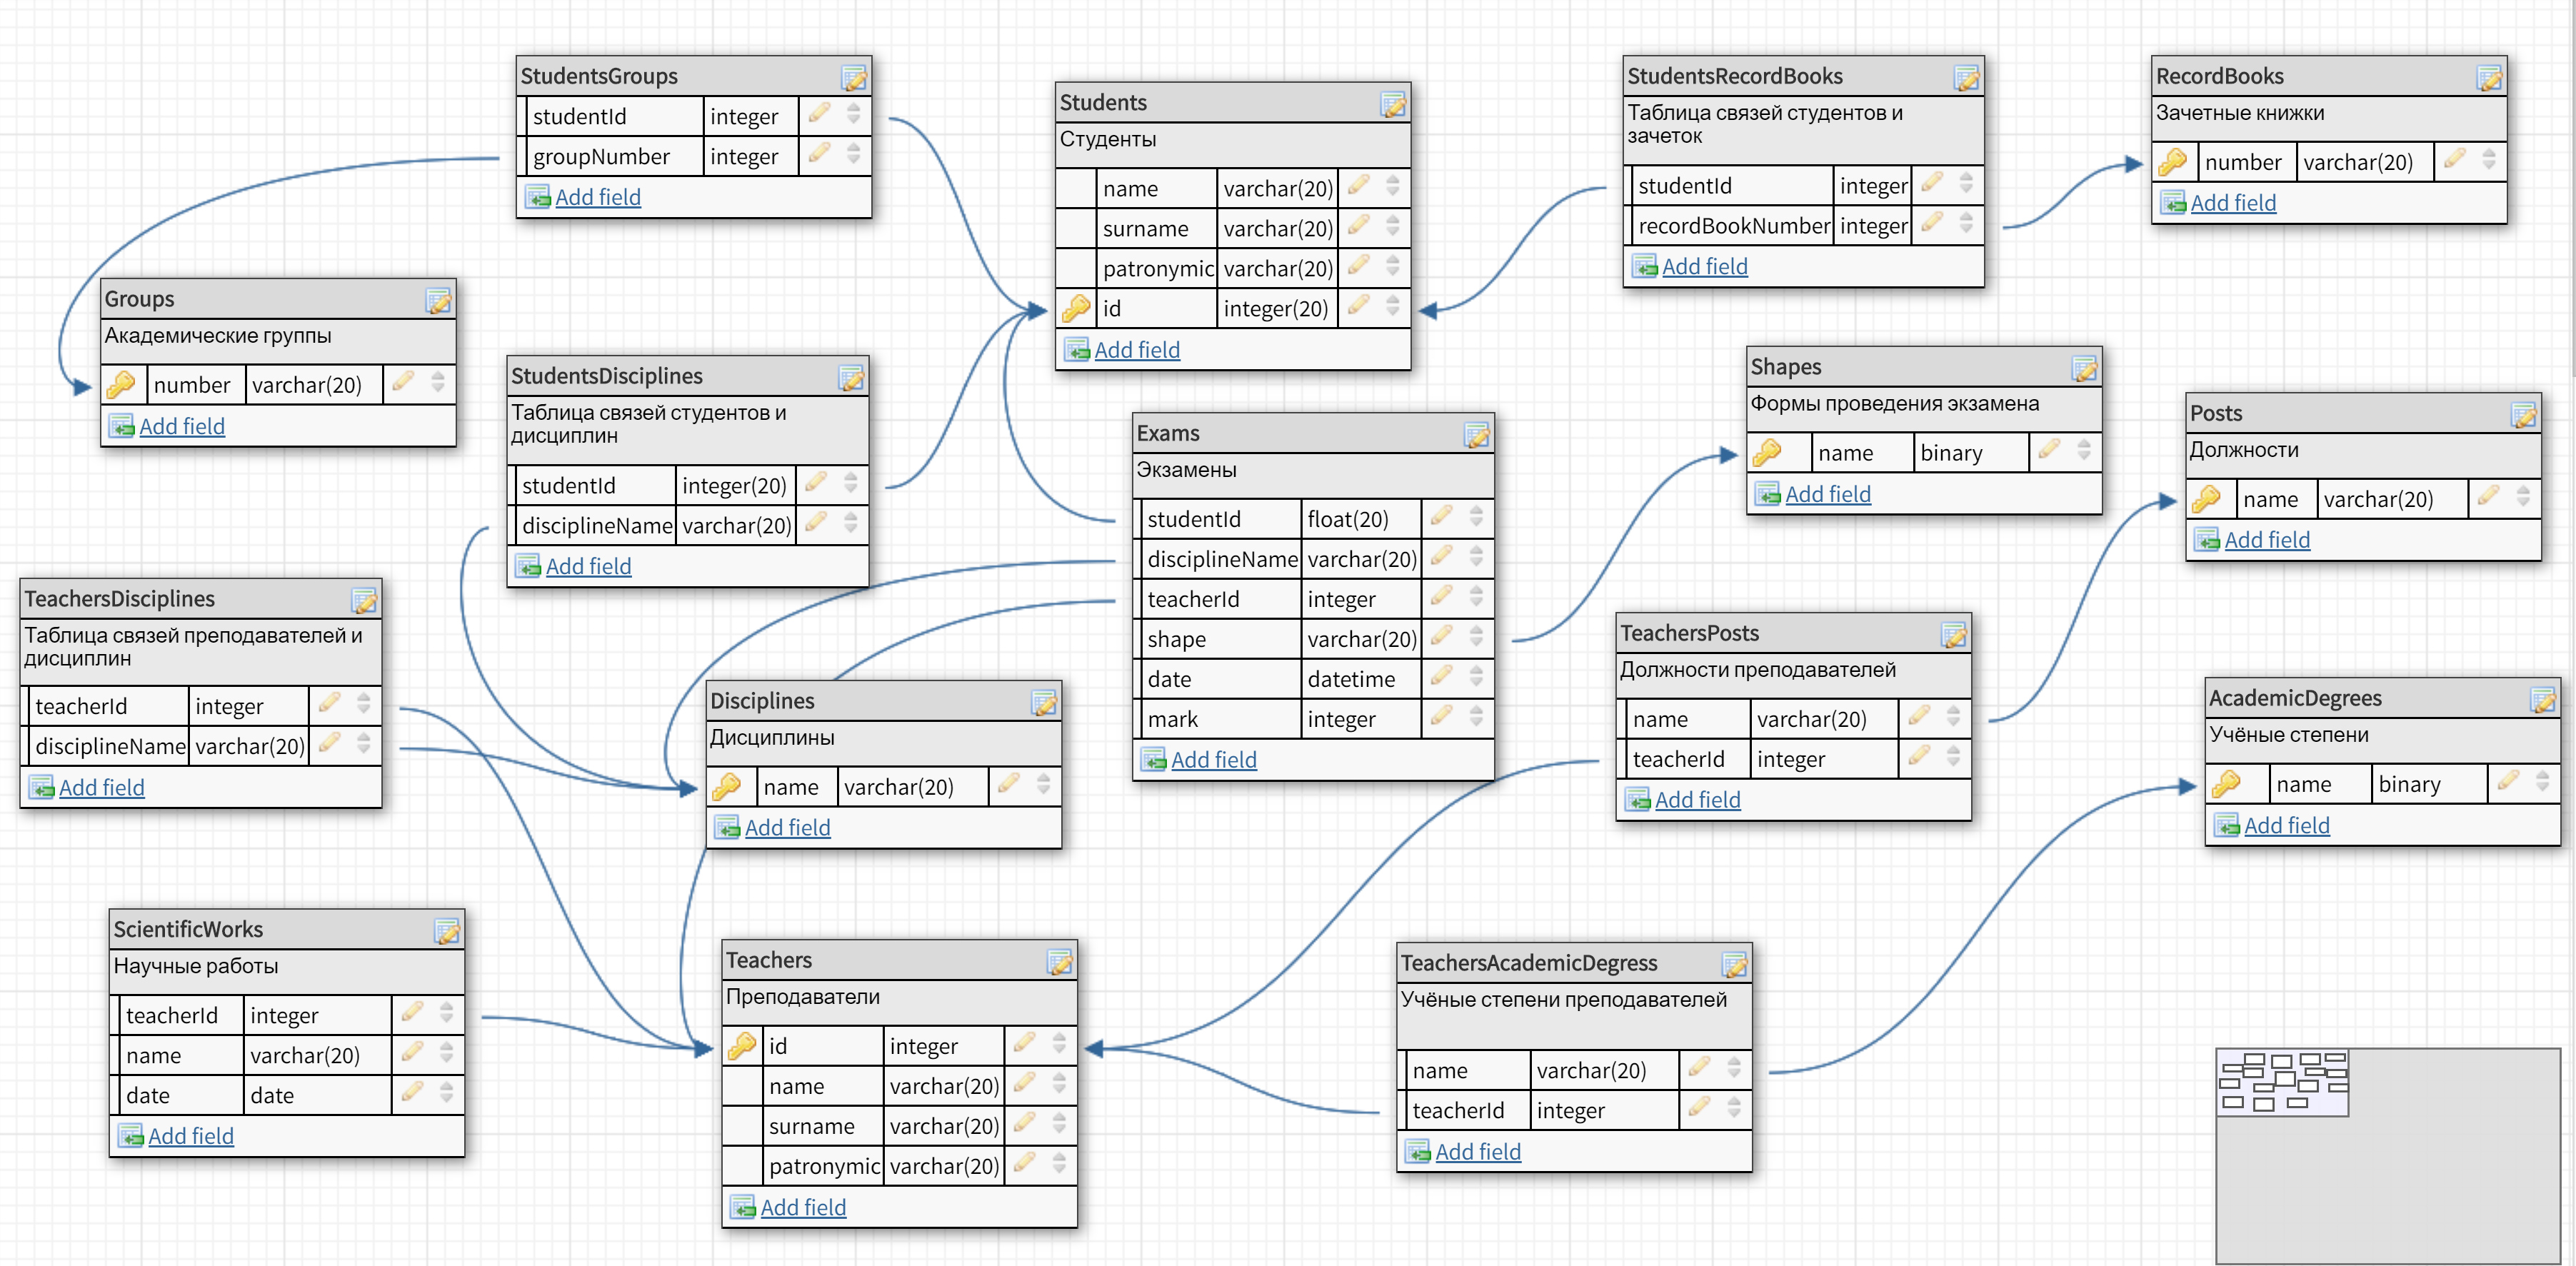 StudentsGroups
studentId integer
groupNumber integer
Add field
Students
Студенты
name varchar(20)
surname varchar(20)
patronymic varchar(20)
id integer(20)
Add field
StudentsRecordBooks
Таблица связей студентов и
зачеток
studentId integer
recordBookNumber integer
Add field
RecordBooks
Зачетные книжки
number varchar(20)
Add field
Groups
Академические группы
number varchar(20)
Add field
StudentsDisciplines
Таблица связей студентов и
дисциплин
studentId integer(20)
disciplineName varchar(20)
Add field
Exams
Экзамены
studentId float(20)
disciplineName varchar(20)
teacherId integer
shape varchar(20)
date datetime
mark integer
Add field
Shapes
Формы проведения экзамена
name binary
Add field
Posts
Должности
name varchar(20)
Add field
TeachersDisciplines
Таблица связей преподавателей и
дисциплин
teacherId integer
disciplineName varchar(20)
Add field
Disciplines
Дисциплины
name varchar(20)
Add field
TeachersPosts
Должности преподавателей
name varchar(20)
teacherId integer
Add field
AcademicDegrees
Учёные степени
name binary
Add field
ScientificWorks
Научные работы
teacherId integer
name varchar(20)
date date
Add field
Teachers
Преподаватели
id integer
name varchar(20)
surname varchar(20)
patronymic varchar(20)
Add field
TeachersAcademicDegress
Учёные степени преподавателей
name varchar(20)
teacherId integer
Add field